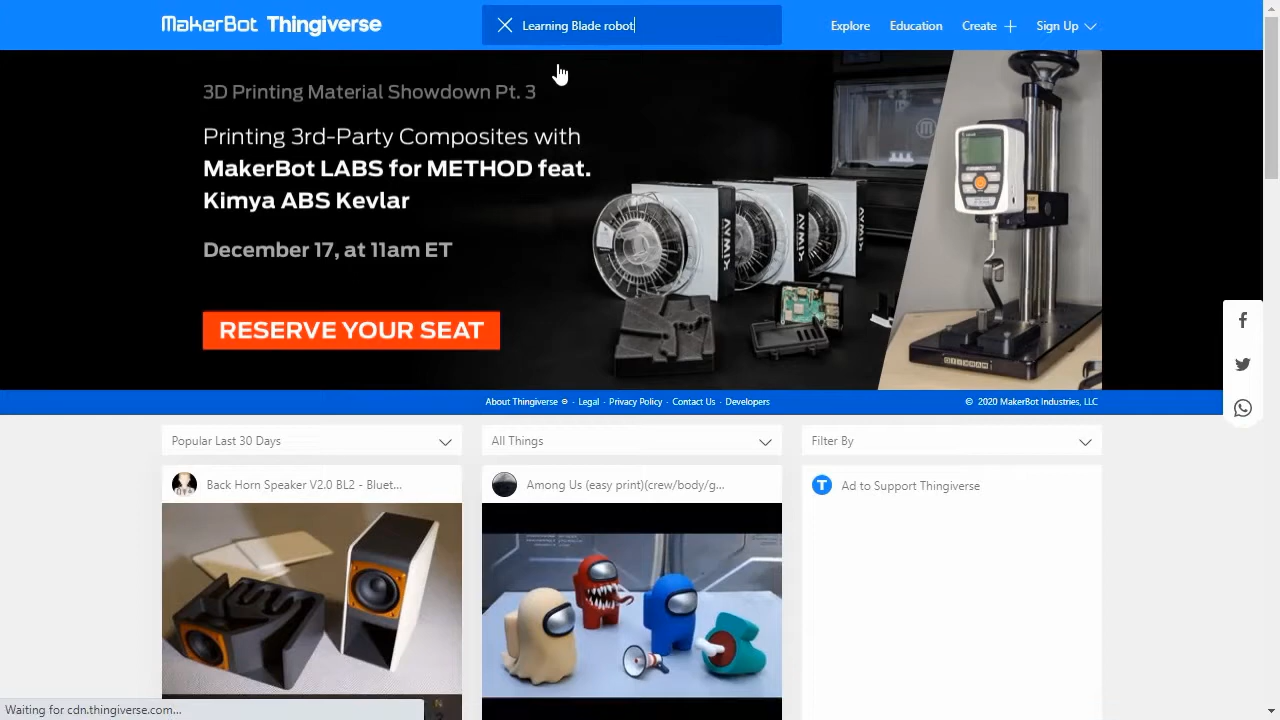 MakerBot Thingiverse
Learning Blade robot
Explore
Education
Create
Sign Up
3D Printing Material Showdown Pt. 3
Printing 3rd-Party Composites with
MakerBot LABS for METHOD feat.
Kimya ABS Kevlar
December 17, at 11am ET
RESERVE YOUR SEAT
About Thingiverse ® · Legal · Privacy Policy · Contact Us · Developers
© 2020 MakerBot Industries, LLC
Popular Last 30 Days
All Things
Filter By
Back Horn Speaker V2.0 BL2 - Bluet...
Among Us (easy print)(crew/body/g...
T
Ad to Support Thingiverse
Waiting for cdn.thingiverse.com...